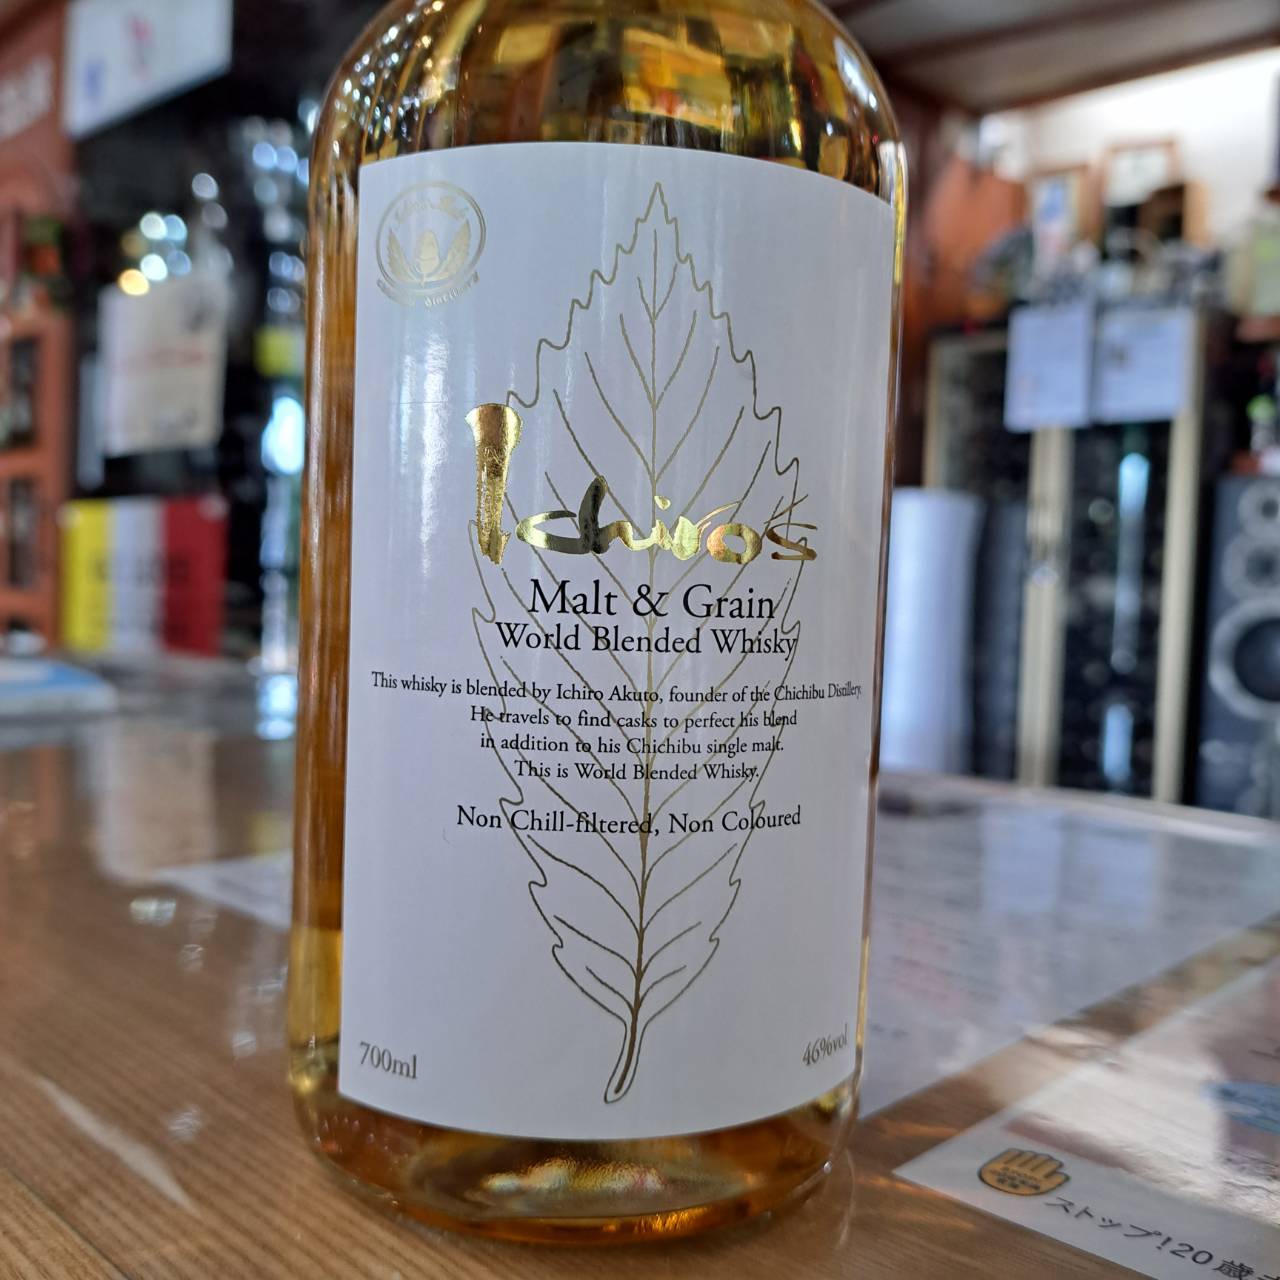 Ichiro's
Malt & Grain
World Blended Whisky
This whisky is blended by Ichiro Akuto, founder of the Chichibu Distillery.
He travels to find casks to perfect his blend
in addition to his Chichibu single malt.
This is World Blended Whisky.
Non Chill-filtered, Non Coloured
700ml
46%vol
ストップ!20歳